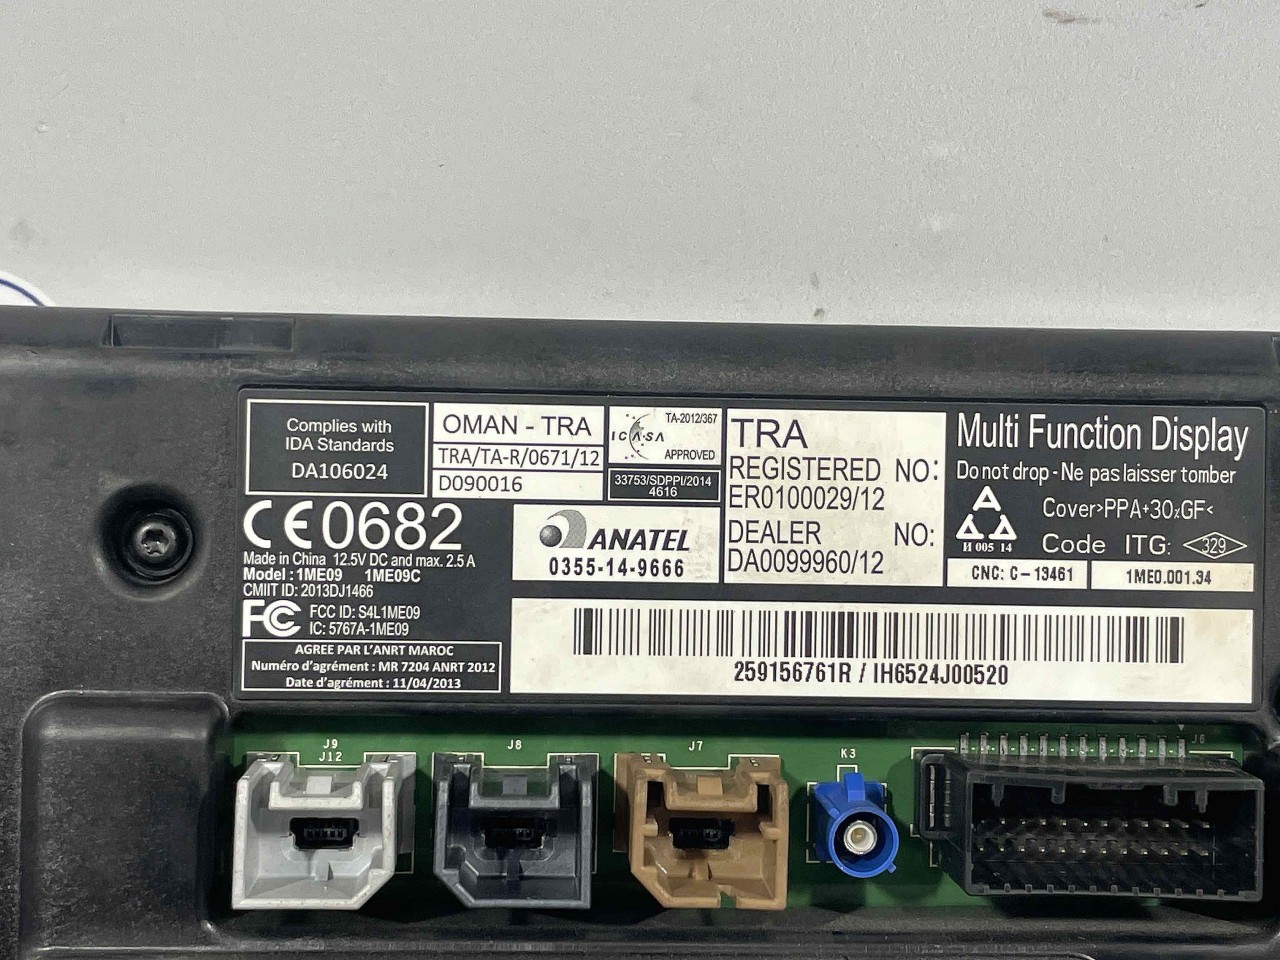 Complies with
IDA Standards
DA106024
OMAN - TRA
TRA/TA-R/0671/12
D090016
TA-2012/367
ICASA
APPROVED
33753/SDPPI/2014
4616
TRA
REGISTERED NO:
ER0100029/12
DEALER NO:
DA0099960/12
Multi Function Display
Do not drop - Ne pas laisser tomber
Cover>PPA+30%GF<
И 005 14
Code ITG: 329
CNC: C-13461
1ME0.001.34
CE0682
Made in China 12.5V DC and max. 2.5 A
Model : 1ME09 1ME09C
CMIIT ID: 2013DJ1466
FC
FCC ID: S4L1ME09
IC: 5767A-1ME09
ANATEL
0355-14-9666
AGREE PAR L'ANRT MAROC
Numéro d'agrément : MR 7204 ANRT 2012
Date d'agrément : 11/04/2013
259156761R / IH6524J00520
J9
J12
J8
J7
K3
J6